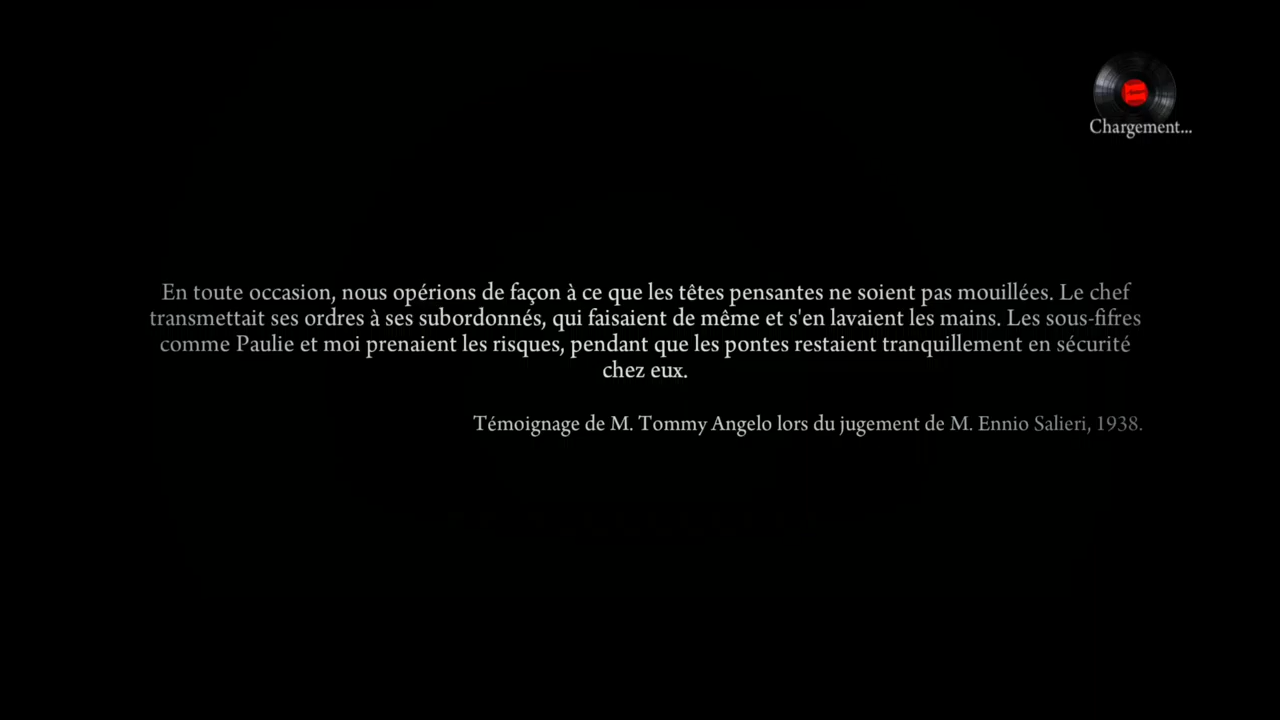 Chargement...
En toute occasion, nous opérions de façon à ce que les têtes pensantes ne soient pas mouillées. Le chef
transmettait ses ordres à ses subordonnés, qui faisaient de même et s'en lavaient les mains. Les sous-fifres
comme Paulie et moi prenaient les risques, pendant que les pontes restaient tranquillement en sécurité
chez eux.
Témoignage de M. Tommy Angelo lors du jugement de M. Ennio Salieri, 1938.